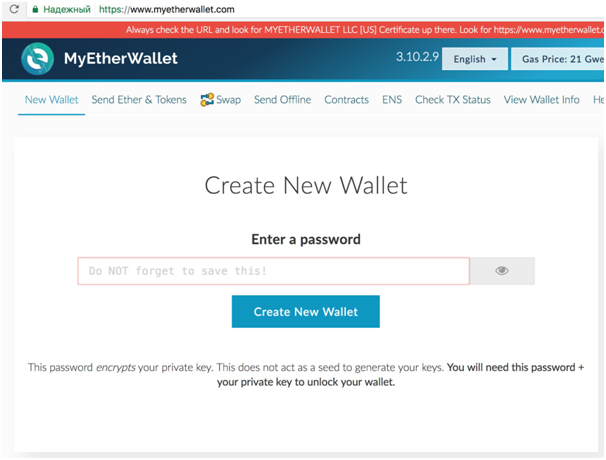 Надежный https://www.myetherwallet.com
Always check the URL and look for MYETHERWALLET LLC [US] Certificate up there. Look for https://www.myetherwallet.c
MyEtherWallet 3.10.2.9 English Gas Price: 21 Gwe
New Wallet Send Ether & Tokens Swap Send Offline Contracts ENS Check TX Status View Wallet Info He
Create New Wallet
Enter a password
Do NOT forget to save this!
Create New Wallet
This password encrypts your private key. This does not act as a seed to generate your keys. You will need this password +
your private key to unlock your wallet.